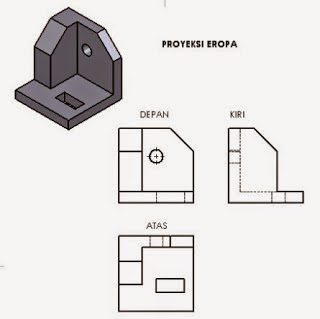 PROYEKSI EROPA
DEPAN
KIRI
ATAS